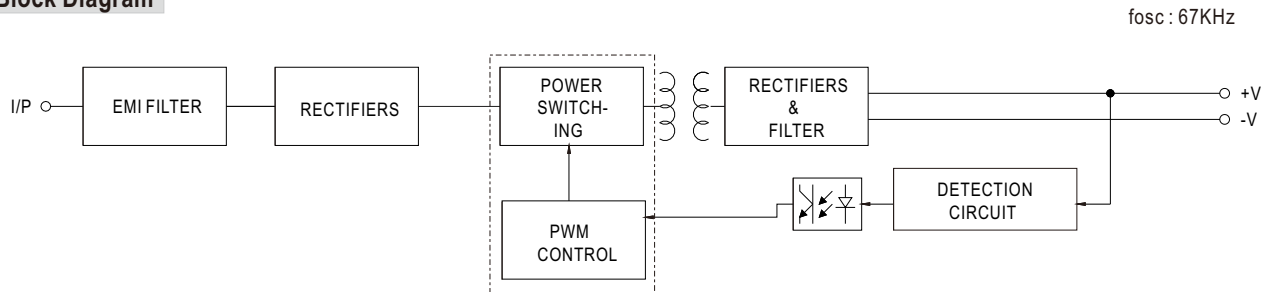 Block Diagram
fosc : 67KHz
I/P
EMI FILTER
RECTIFIERS
POWER
SWITCH-
ING
RECTIFIERS
&
FILTER
+V
-V
DETECTION
CIRCUIT
PWM
CONTROL